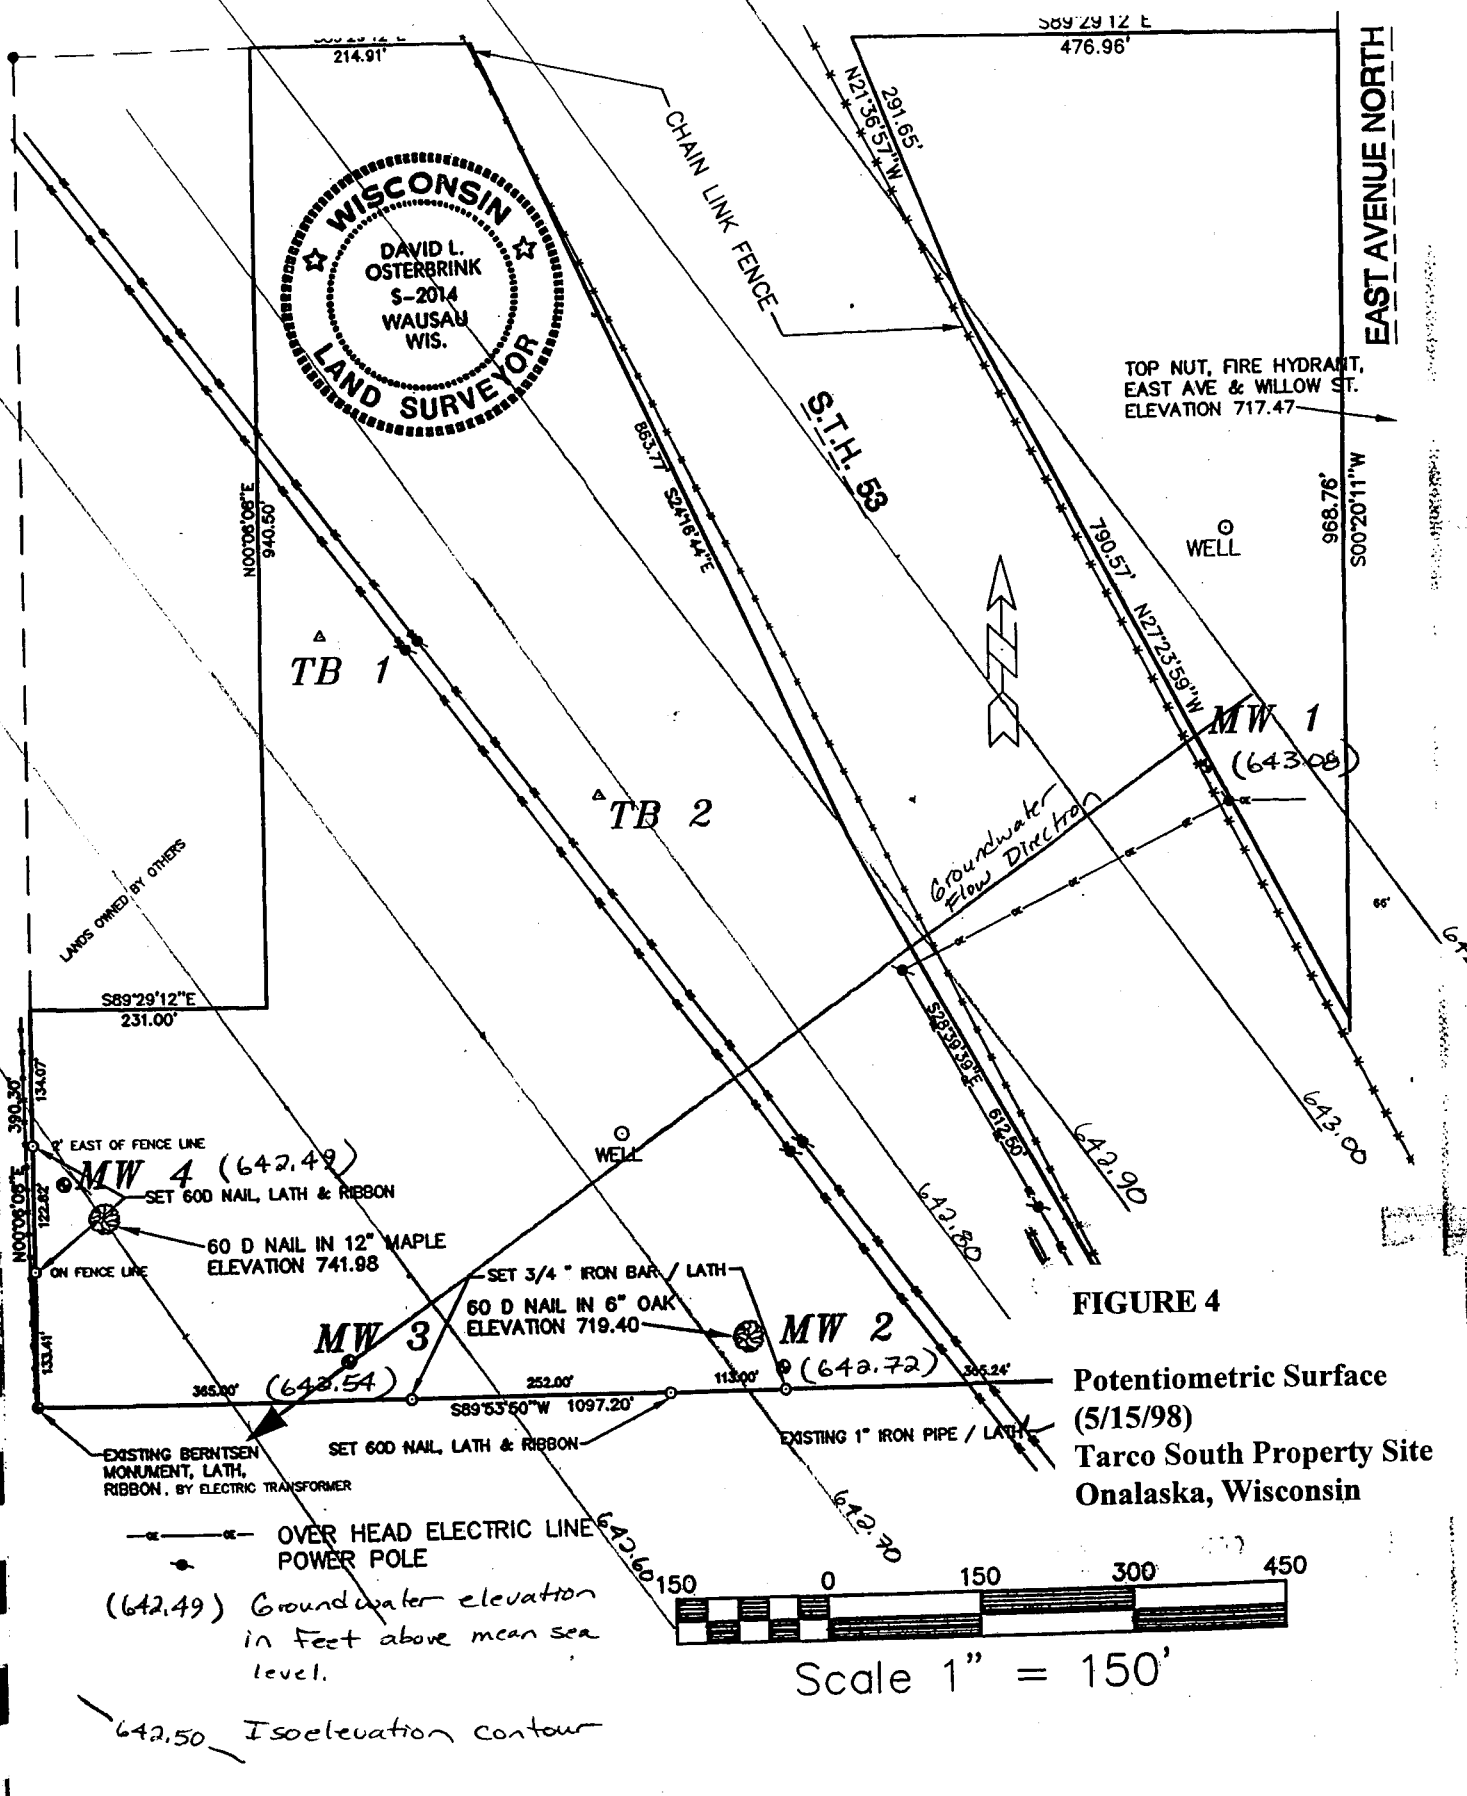 S89°29'12"E
214.91'
S89°29'12"E
476.96'
EAST AVENUE NORTH
N21°36'57"W
291.65'
CHAIN LINK FENCE
WISCONSIN
DAVID L.
OSTERBRINK
S-2014
WAUSAU
WIS.
LAND SURVEYOR
TOP NUT, FIRE HYDRANT,
EAST AVE & WILLOW ST.
ELEVATION 717.47
S.T.H. 53
863.77'
S24°16'44"E
N00°06'08"E
940.50'
968.76'
S00°20'11"W
WELL
790.57'
N27°23'59"W
TB 1
MW 1
(643.08)
TB 2
Groundwater
Flow Direction
LANDS OWNED BY OTHERS
66'
S89°29'12"E
231.00'
S28°39'39"E
612.50'
390.30'
134.07'
N00°06'08"E
122.82'
133.41'
2' EAST OF FENCE LINE
MW 4 (642.49)
SET 60D NAIL, LATH & RIBBON
WELL
643.00
642.90
642.80
60 D NAIL IN 12" MAPLE
ELEVATION 741.98
ON FENCE LINE
SET 3/4 " IRON BAR / LATH
60 D NAIL IN 6" OAK
ELEVATION 719.40
MW 3
(642.54)
MW 2
(642.72)
FIGURE 4
365.00'
252.00'
113.00'
365.24'
S89°53'50"W 1097.20'
Potentiometric Surface
(5/15/98)
Tarco South Property Site
Onalaska, Wisconsin
EXISTING BERNTSEN
MONUMENT, LATH,
RIBBON, BY ELECTRIC TRANSFORMER
SET 60D NAIL, LATH & RIBBON
EXISTING 1" IRON PIPE / LATH
642.70
642.60
OVER HEAD ELECTRIC LINE
POWER POLE
(642.49) Groundwater elevation
in Feet above mean sea
level.
642.50 Isoelevation contour
150 0 150 300 450
Scale 1" = 150'